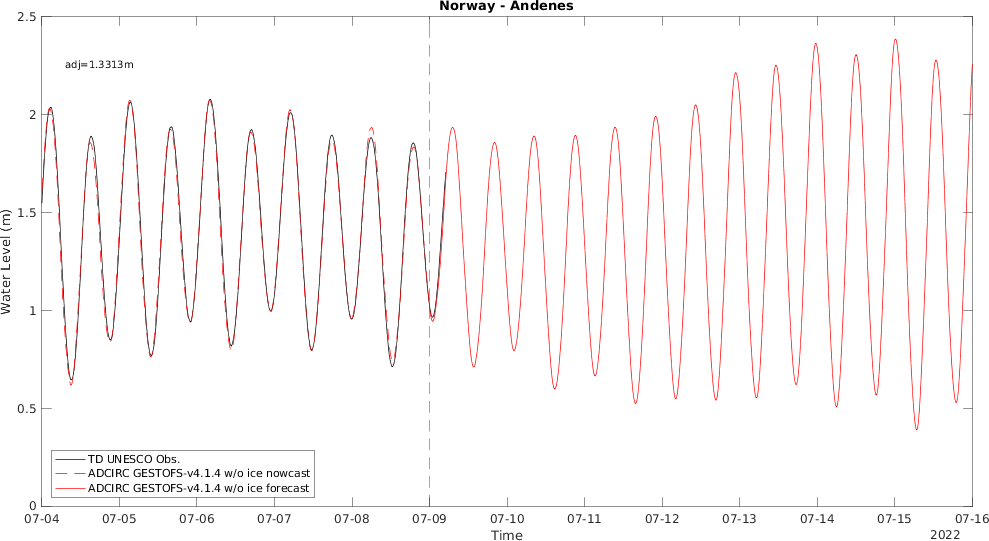 Norway - Andenes
adj=1.3313m
Water Level (m)
2.5
2
1.5
1
0.5
0
TD UNESCO Obs.
ADCIRC GESTOFS-v4.1.4 w/o ice nowcast
ADCIRC GESTOFS-v4.1.4 w/o ice forecast
07-04 07-05 07-06 07-07 07-08 07-09 07-10 07-11 07-12 07-13 07-14 07-15 07-16
Time
2022